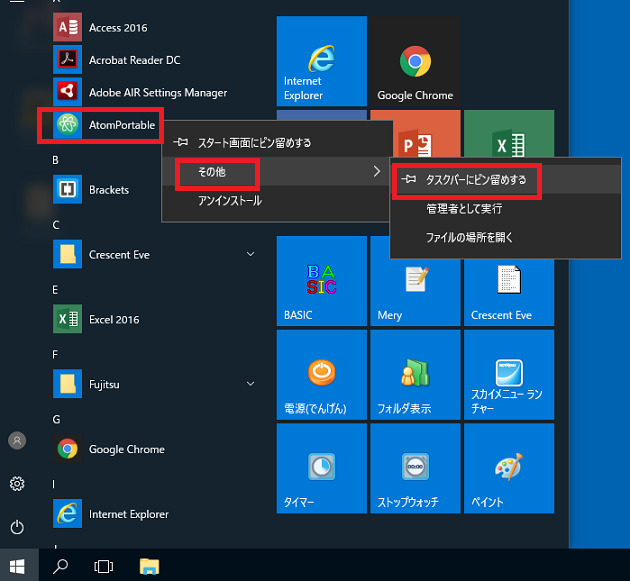 Access 2016
Acrobat Reader DC
Adobe AIR Settings Manager
AtomPortable
B
Brackets
C
Crescent Eve
E
Excel 2016
F
Fujitsu
G
Google Chrome
I
Internet Explorer
スタート画面にピン留めする
その他
アンインストール
タスクバーにピン留めする
管理者として実行
ファイルの場所を開く
Internet
Explorer
Google Chrome
BASIC
BASIC
Mery
Crescent Eve
電源(でんげん)
フォルダ表示
スカイメニュー ラン
チャー
タイマー
ストップウォッチ
ペイント